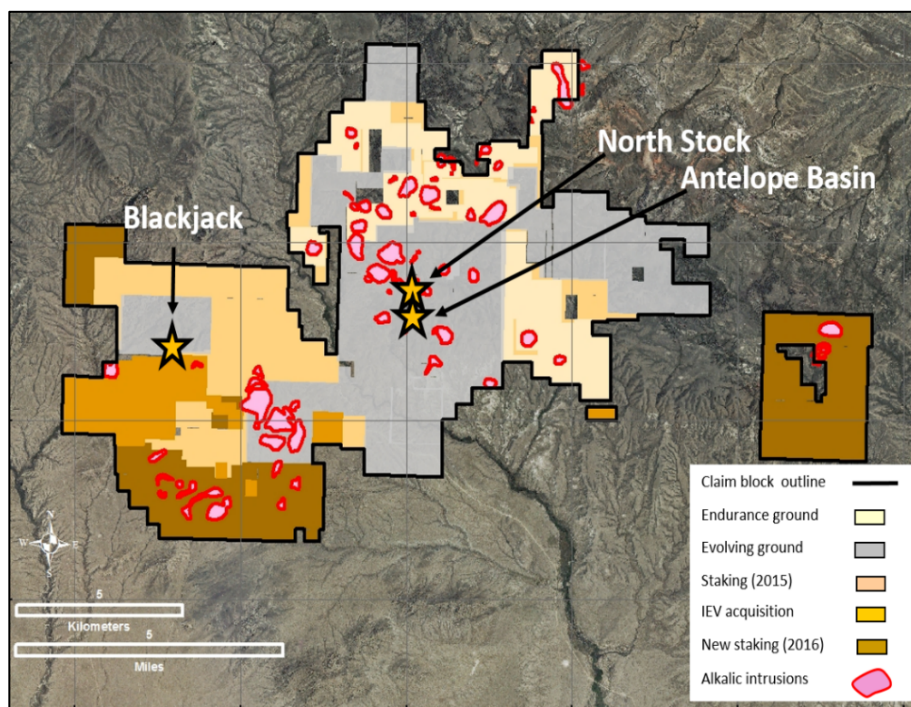 North Stock
Antelope Basin
Blackjack
N
W
E
S
5
Kilometers
5
Miles
Claim block outline
Endurance ground
Evolving ground
Staking (2015)
IEV acquisition
New staking (2016)
Alkalic intrusions